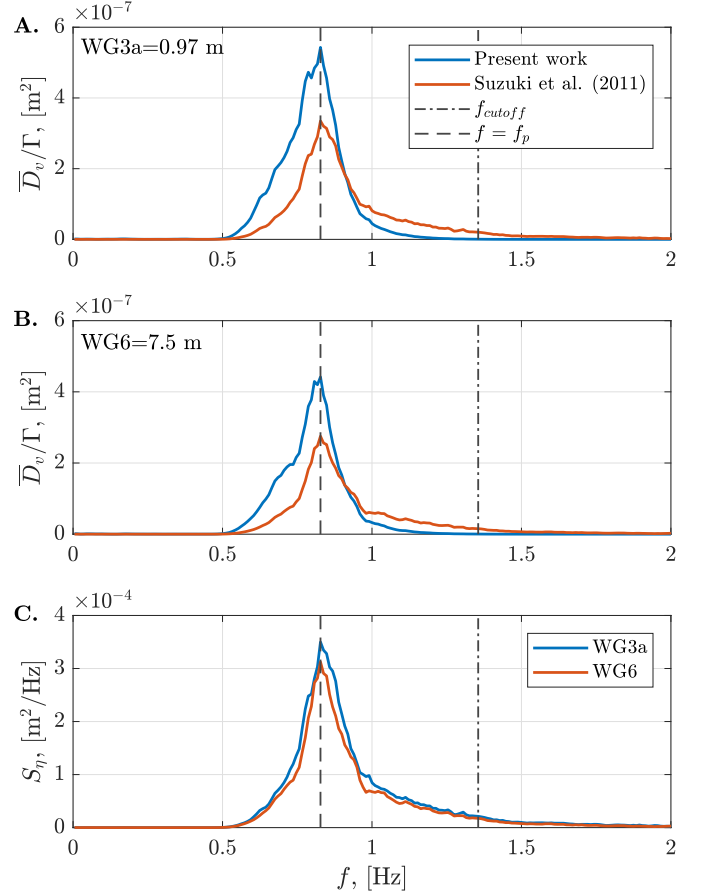 A.
×10⁻⁷
6
4
2
0
WG3a=0.97 m
D̅ᵥ/Γ, [m²]
Present work
Suzuki et al. (2011)
f_cutoff
f = f_p
0 0.5 1 1.5 2
B.
×10⁻⁷
6
4
2
0
WG6=7.5 m
D̅ᵥ/Γ, [m²]
0 0.5 1 1.5 2
C.
×10⁻⁴
4
3
2
1
0
S_η, [m²/Hz]
WG3a
WG6
0 0.5 1 1.5 2
f, [Hz]